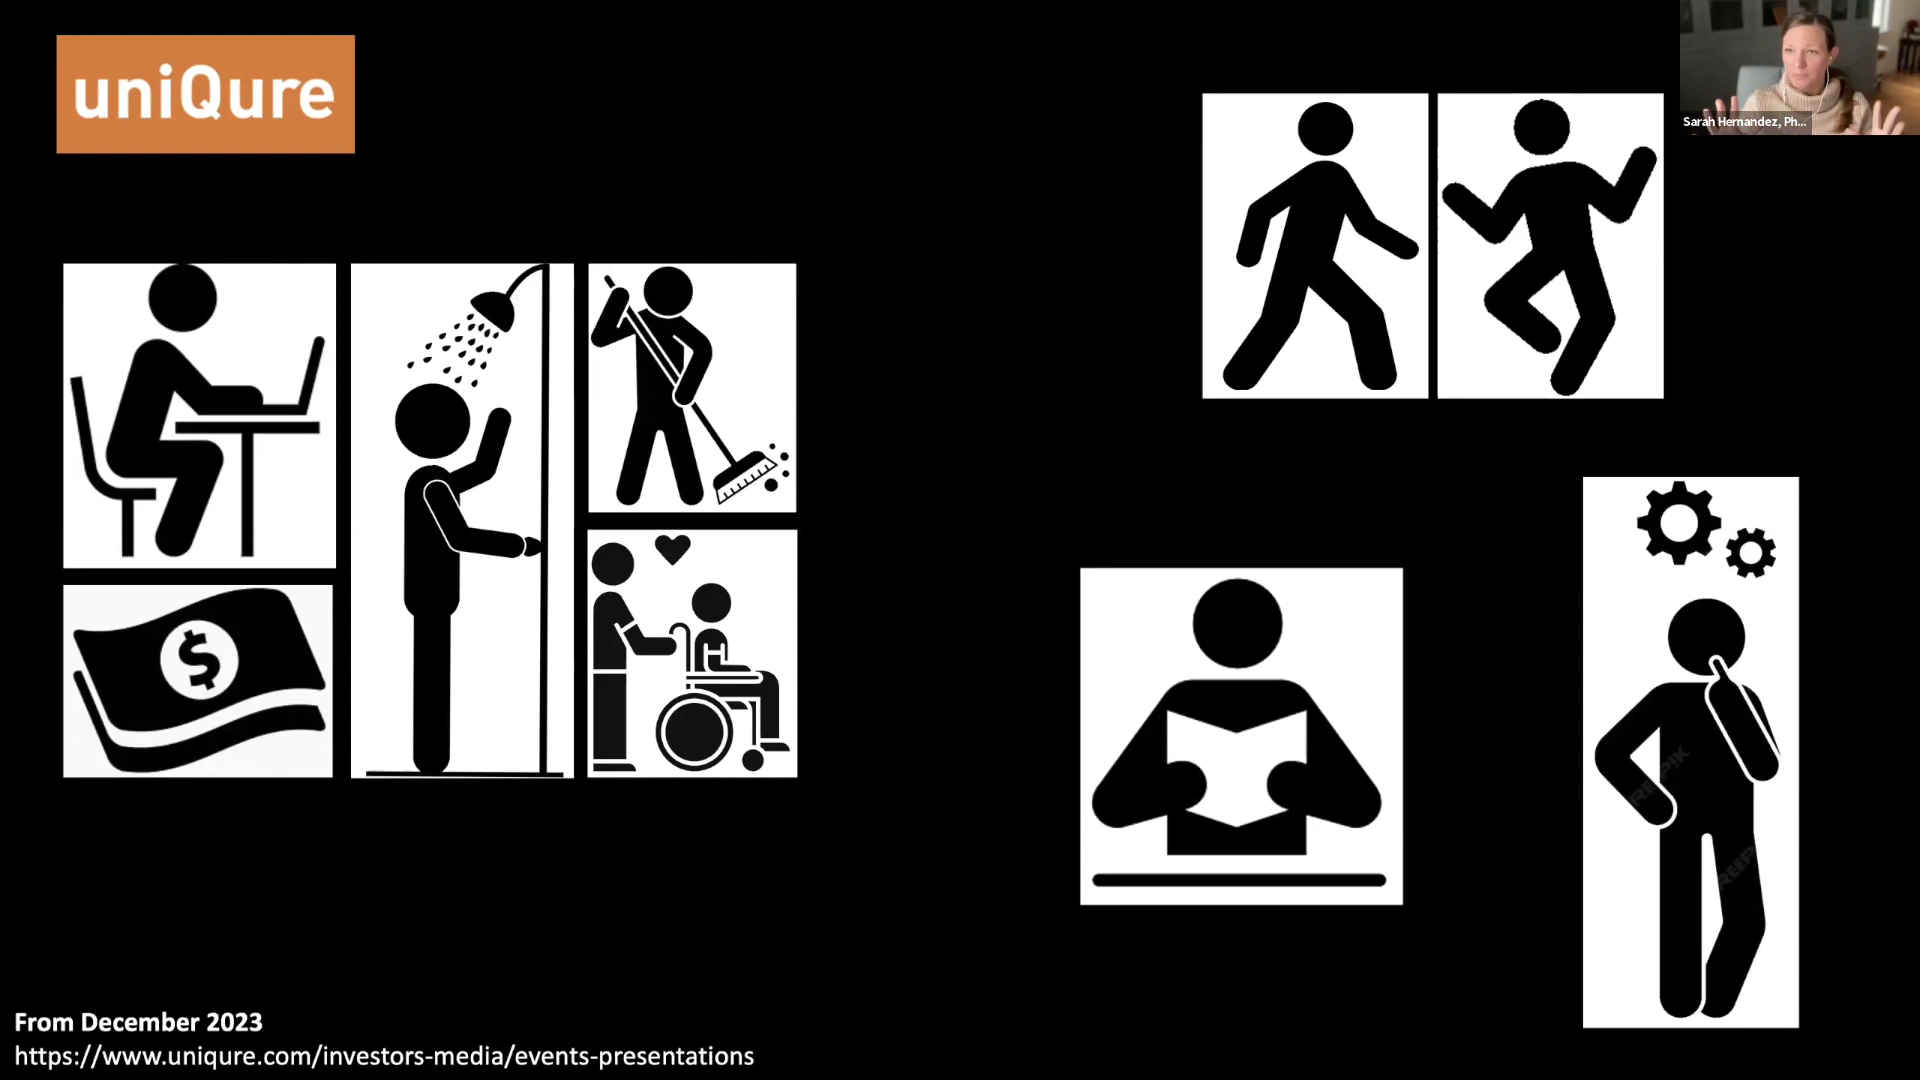 uniQure
Sarah Hernandez, Ph...
$
From December 2023
https://www.uniqure.com/investors-media/events-presentations